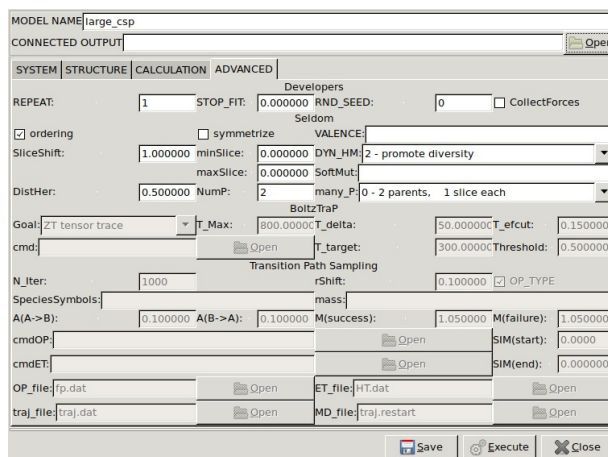 MODEL NAME large_csp
CONNECTED OUTPUT Open
SYSTEM STRUCTURE CALCULATION ADVANCED
Developers
REPEAT: 1 STOP_FIT: 0.000000 RND_SEED: 0 CollectForces
Seldom
ordering symmetrize VALENCE:
SliceShift: 1.000000 minSlice: 0.000000 DYN_HM: 2 - promote diversity
maxSlice: 0.000000 SoftMut:
DistHer: 0.500000 NumP: 2 many_P: 0 - 2 parents, 1 slice each
BoltzTraP
Goal: ZT tensor trace T_Max: 800.00000 T_delta: 50.000000 T_efcut: 0.150000
cmd: Open T_target: 300.00000 Threshold: 0.500000
Transition Path Sampling
N_Iter: 1000 rShift: 0.100000 OP_TYPE
SpeciesSymbols: mass:
A(A->B): 0.100000 A(B->A): 0.100000 M(success): 1.050000 M(failure): 1.050000
cmdOP: Open SIM(start): 0.0000
cmdET: Open SIM(end): 0.000000
OP_file: fp.dat Open ET_file: HT.dat Open
traj_file: traj.dat Open MD_file: traj.restart Open
Save Execute Close